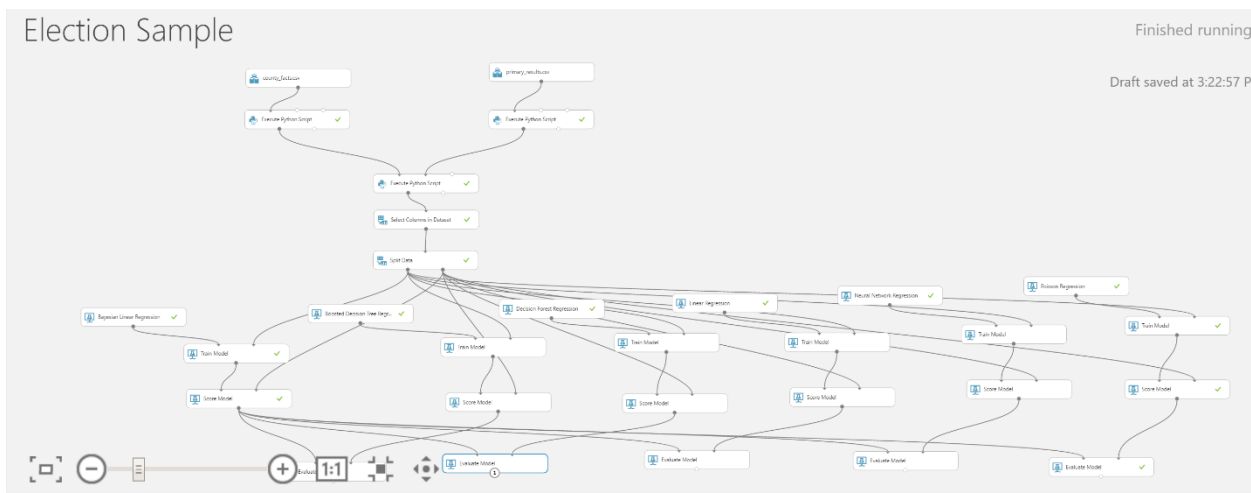 Election Sample
Finished running
Draft saved at 3:22:57 P
county_facts.csv
primary_results.csv
Execute Python Script
Execute Python Script
Execute Python Script
Select Columns in Dataset
Split Data
Poisson Regression
Neural Network Regression
Linear Regression
Decision Forest Regression
Boosted Decision Tree Regr...
Bayesian Linear Regression
Train Model
Train Model
Train Model
Train Model
Train Model
Train Model
Score Model
Score Model
Score Model
Score Model
Score Model
Score Model
1:1
Evaluate Model
Evaluate Model
Evaluate Model
Evaluate Model
1